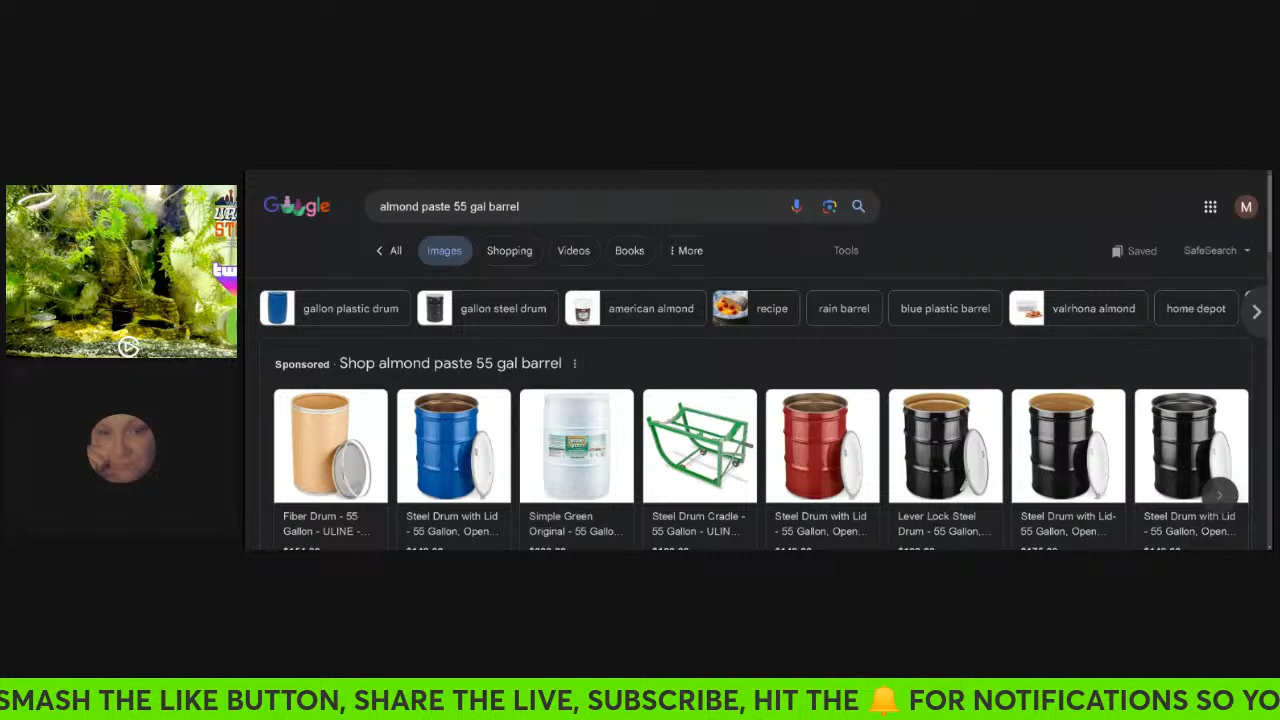 Google
almond paste 55 gal barrel
M
All
Images
Shopping
Videos
Books
More
Tools
Saved
SafeSearch
gallon plastic drum
gallon steel drum
american almond
recipe
rain barrel
blue plastic barrel
valrhona almond
home depot
Sponsored · Shop almond paste 55 gal barrel
Fiber Drum - 55
Gallon - ULINE -...
Steel Drum with Lid
- 55 Gallon, Open...
Simple Green
Original - 55 Gallo...
Steel Drum Cradle -
55 Gallon - ULIN...
Steel Drum with Lid
- 55 Gallon, Open...
Lever Lock Steel
Drum - 55 Gallon,...
Steel Drum with Lid-
55 Gallon, Open...
Steel Drum with Lid
- 55 Gallon, Open...
SMASH THE LIKE BUTTON, SHARE THE LIVE, SUBSCRIBE, HIT THE 🔔 FOR NOTIFICATIONS SO YO